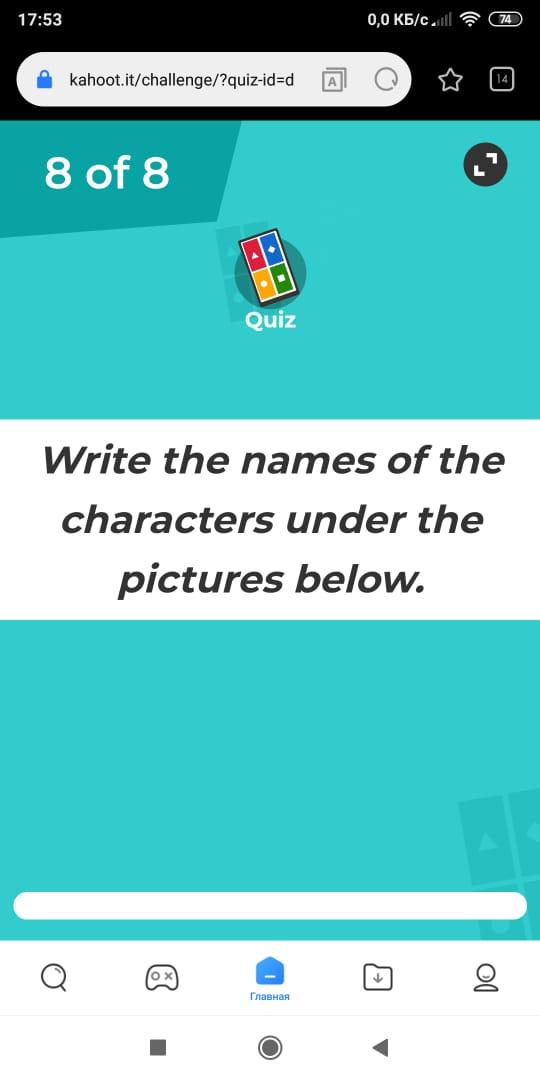 17:53
0,0 КБ/с
74
kahoot.it/challenge/?quiz-id=d
A
14
8 of 8
Quiz
Write the names of the
characters under the
pictures below.
Главная